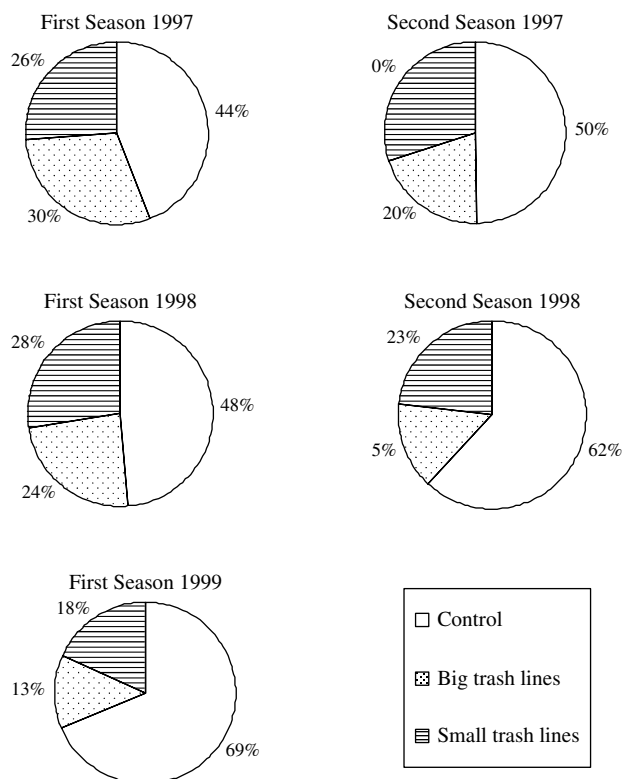 First Season 1997
26%
44%
30%
Second Season 1997
0%
50%
20%
First Season 1998
28%
48%
24%
Second Season 1998
23%
5%
62%
First Season 1999
18%
13%
69%
Control
Big trash lines
Small trash lines